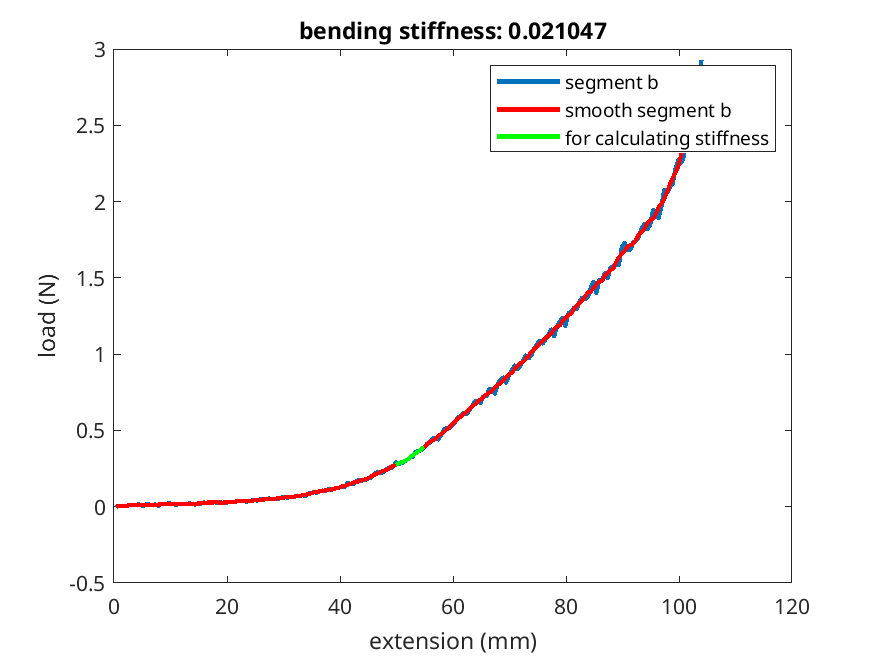 bending stiffness: 0.021047
3
segment b
smooth segment b
for calculating stiffness
2.5
2
1.5
1
0.5
0
-0.5
load (N)
0 20 40 60 80 100 120
extension (mm)